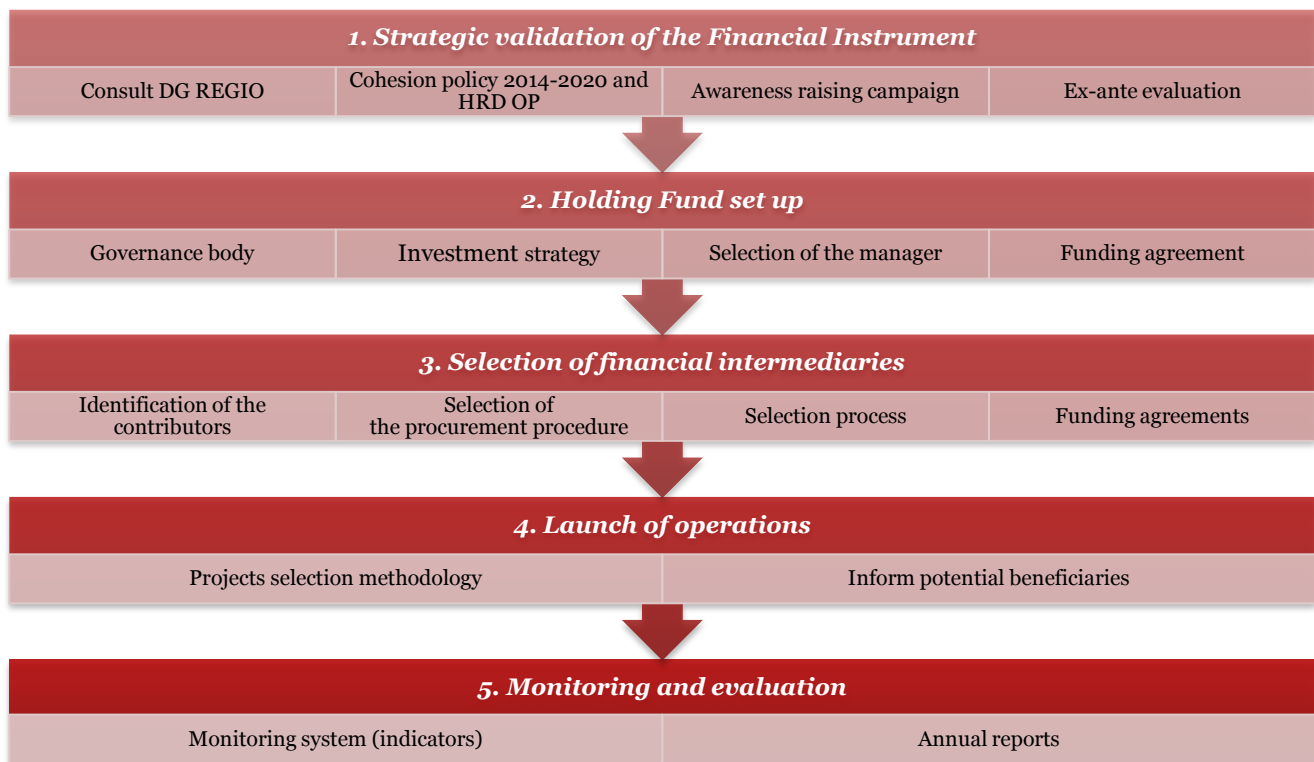 1. Strategic validation of the Financial Instrument
Consult DG REGIO
Cohesion policy 2014-2020 and
HRD OP
Awareness raising campaign
Ex-ante evaluation
2. Holding Fund set up
Governance body
Investment strategy
Selection of the manager
Funding agreement
3. Selection of financial intermediaries
Identification of the
contributors
Selection of
the procurement procedure
Selection process
Funding agreements
4. Launch of operations
Projects selection methodology
Inform potential beneficiaries
5. Monitoring and evaluation
Monitoring system (indicators)
Annual reports